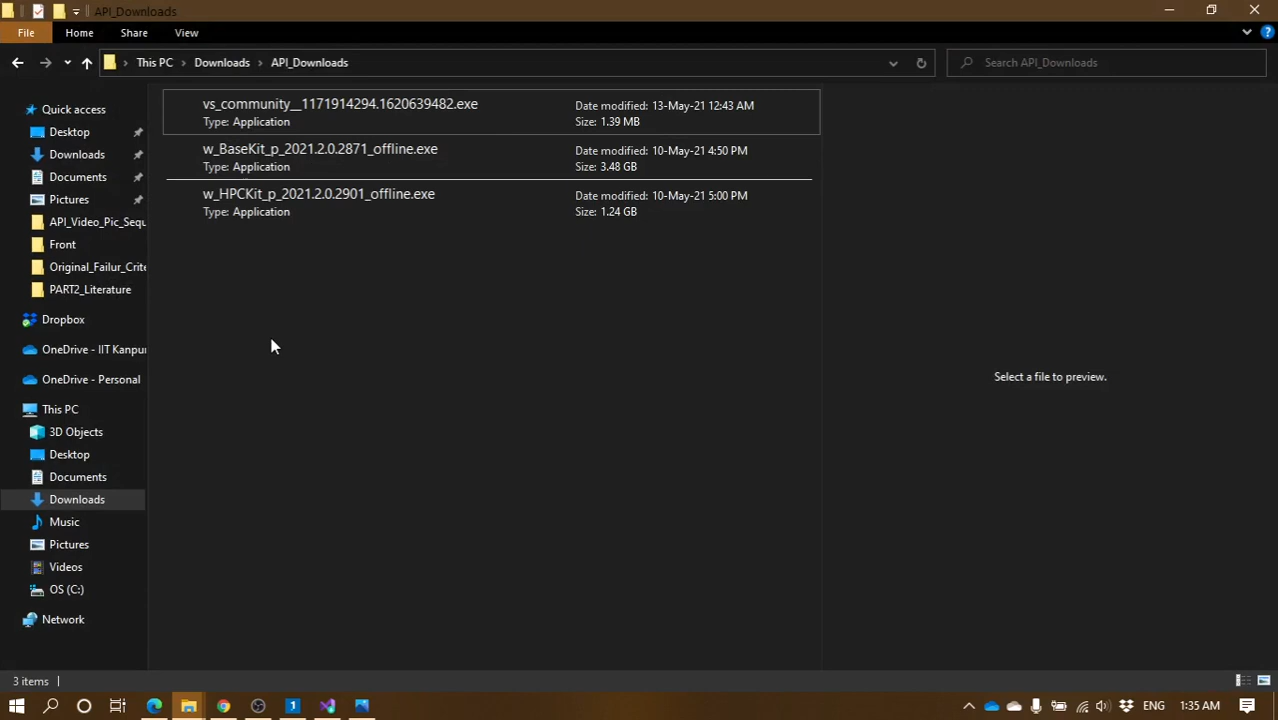 API_Downloads
File Home Share View
This PC Downloads API_Downloads
Search API_Downloads
Quick access
Desktop
Downloads
Documents
Pictures
API_Video_Pic_Sequ
Front
Original_Failur_Crite
PART2_Literature
Dropbox
OneDrive - IIT Kanpu
OneDrive - Personal
This PC
3D Objects
Desktop
Documents
Downloads
Music
Pictures
Videos
OS (C:)
Network
vs_community__1171914294.1620639482.exe Date modified: 13-May-21 12:43 AM
Type: Application Size: 1.39 MB
w_BaseKit_p_2021.2.0.2871_offline.exe Date modified: 10-May-21 4:50 PM
Type: Application Size: 3.48 GB
w_HPCKit_p_2021.2.0.2901_offline.exe Date modified: 10-May-21 5:00 PM
Type: Application Size: 1.24 GB
Select a file to preview.
3 items
ENG 1:35 AM